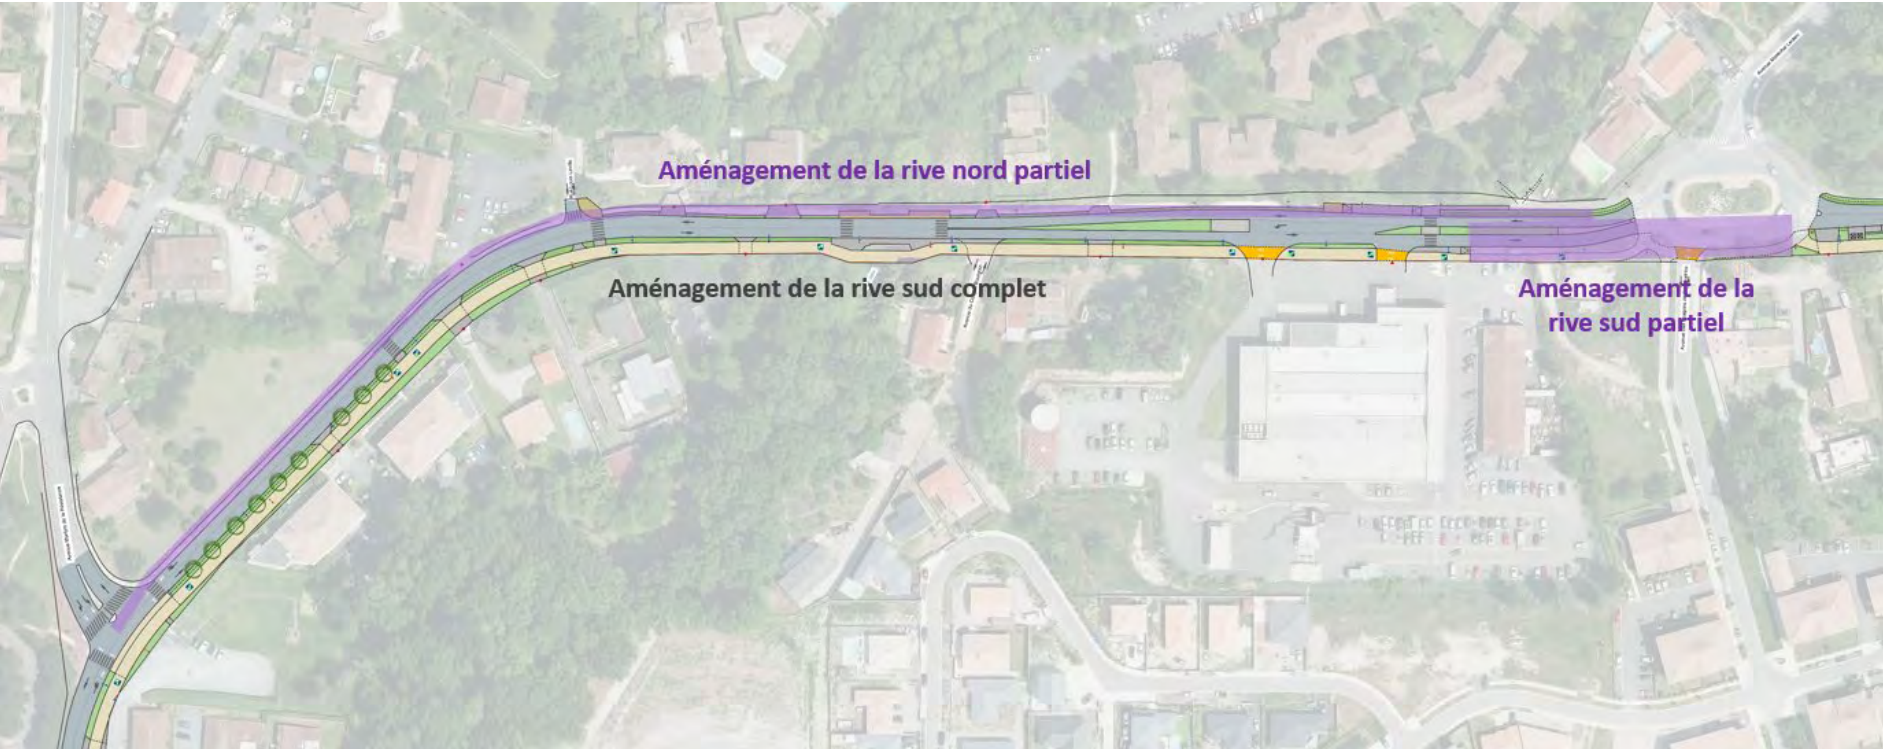 Aménagement de la rive nord partiel
Aménagement de la rive sud complet
Aménagement de la
rive sud partiel